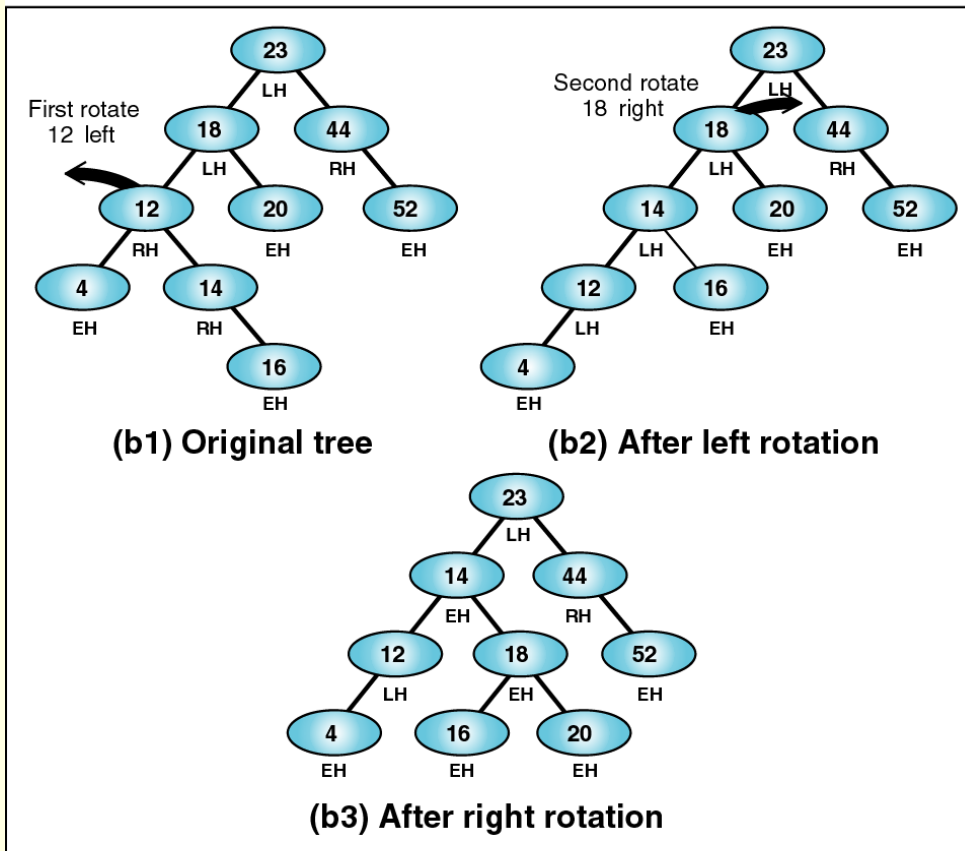 23
LH
First rotate
12 left
18
44
LH
RH
12
20
52
RH
EH
EH
4
14
EH
RH
16
EH
(b1) Original tree
23
LH
Second rotate
18 right
18
44
LH
RH
14
20
52
LH
EH
EH
12
16
LH
EH
4
EH
(b2) After left rotation
23
LH
14
44
EH
RH
12
18
52
LH
EH
EH
4
16
20
EH
EH
EH
(b3) After right rotation